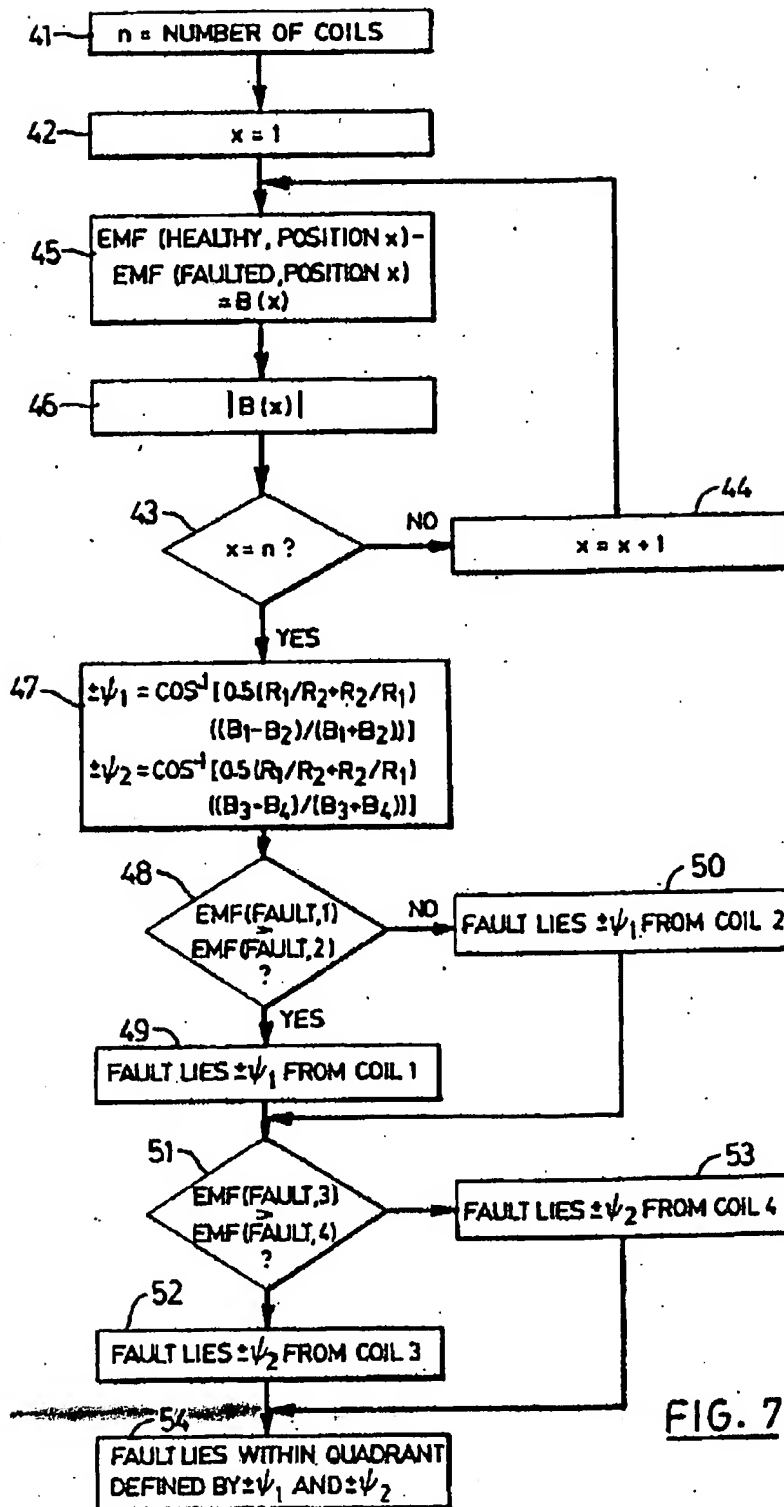 41
n = NUMBER OF COILS
42
x = 1
45
EMF (HEALTHY, POSITION x)-
EMF (FAULTED, POSITION x)
= B(x)
46
|B(x)|
43
x = n ?
NO
44
x = x + 1
YES
47
±ψ₁ = COS⁻¹ [0.5(R₁/R₂+R₂/R₁)
((B₁-B₂)/(B₁+B₂))]
±ψ₂ = COS⁻¹ [0.5(R₁/R₂+R₂/R₁)
((B₃-B₄)/(B₃+B₄))]
48
EMF(FAULT,1)
>
EMF(FAULT,2)
?
NO
50
FAULT LIES ±ψ₁ FROM COIL 2
YES
49
FAULT LIES ±ψ₁ FROM COIL 1
51
EMF(FAULT,3)
>
EMF(FAULT,4)
?
53
FAULT LIES ±ψ₂ FROM COIL 4
52
FAULT LIES ±ψ₂ FROM COIL 3
54
FAULT LIES WITHIN QUADRANT
DEFINED BY ±ψ₁ AND ±ψ₂
FIG. 7